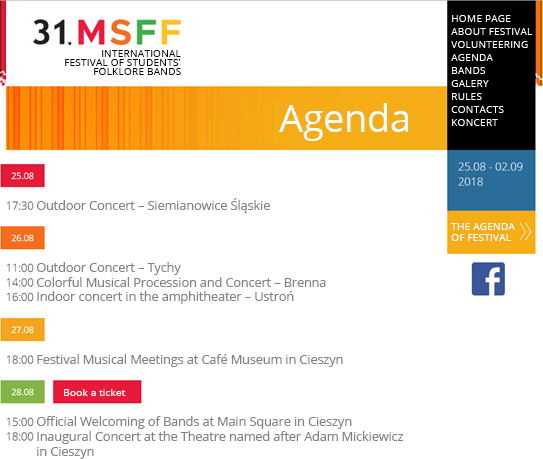 31.MSFF
INTERNATIONAL
FESTIVAL OF STUDENTS'
FOLKLORE BANDS
HOME PAGE
ABOUT FESTIVAL
VOLUNTEERING
AGENDA
BANDS
GALERY
RULES
CONTACTS
KONCERT
Agenda
25.08 - 02.09
2018
THE AGENDA
OF FESTIVAL
25.08
17:30 Outdoor Concert – Siemianowice Śląskie
26.08
11:00 Outdoor Concert – Tychy
14:00 Colorful Musical Procession and Concert – Brenna
16:00 Indoor concert in the amphitheater – Ustroń
27.08
18:00 Festival Musical Meetings at Café Museum in Cieszyn
28.08 Book a ticket
15:00 Official Welcoming of Bands at Main Square in Cieszyn
18:00 Inaugural Concert at the Theatre named after Adam Mickiewicz
in Cieszyn